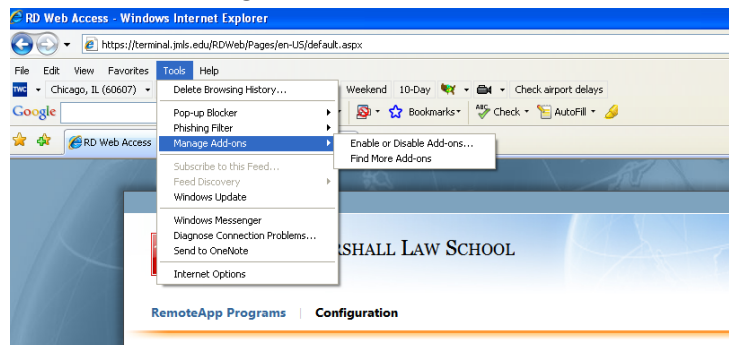 RD Web Access - Windows Internet Explorer
https://terminal.jmls.edu/RDWeb/Pages/en-US/default.aspx
File Edit View Favorites Tools Help
TWC Chicago, IL (60607) Weekend 10-Day Check airport delays
Google Bookmarks ABC Check AutoFill
RD Web Access
Delete Browsing History...
Pop-up Blocker
Phishing Filter
Manage Add-ons
Enable or Disable Add-ons...
Find More Add-ons
Subscribe to this Feed...
Feed Discovery
Windows Update
Windows Messenger
Diagnose Connection Problems...
Send to OneNote
Internet Options
SHALL LAW SCHOOL
RemoteApp Programs | Configuration